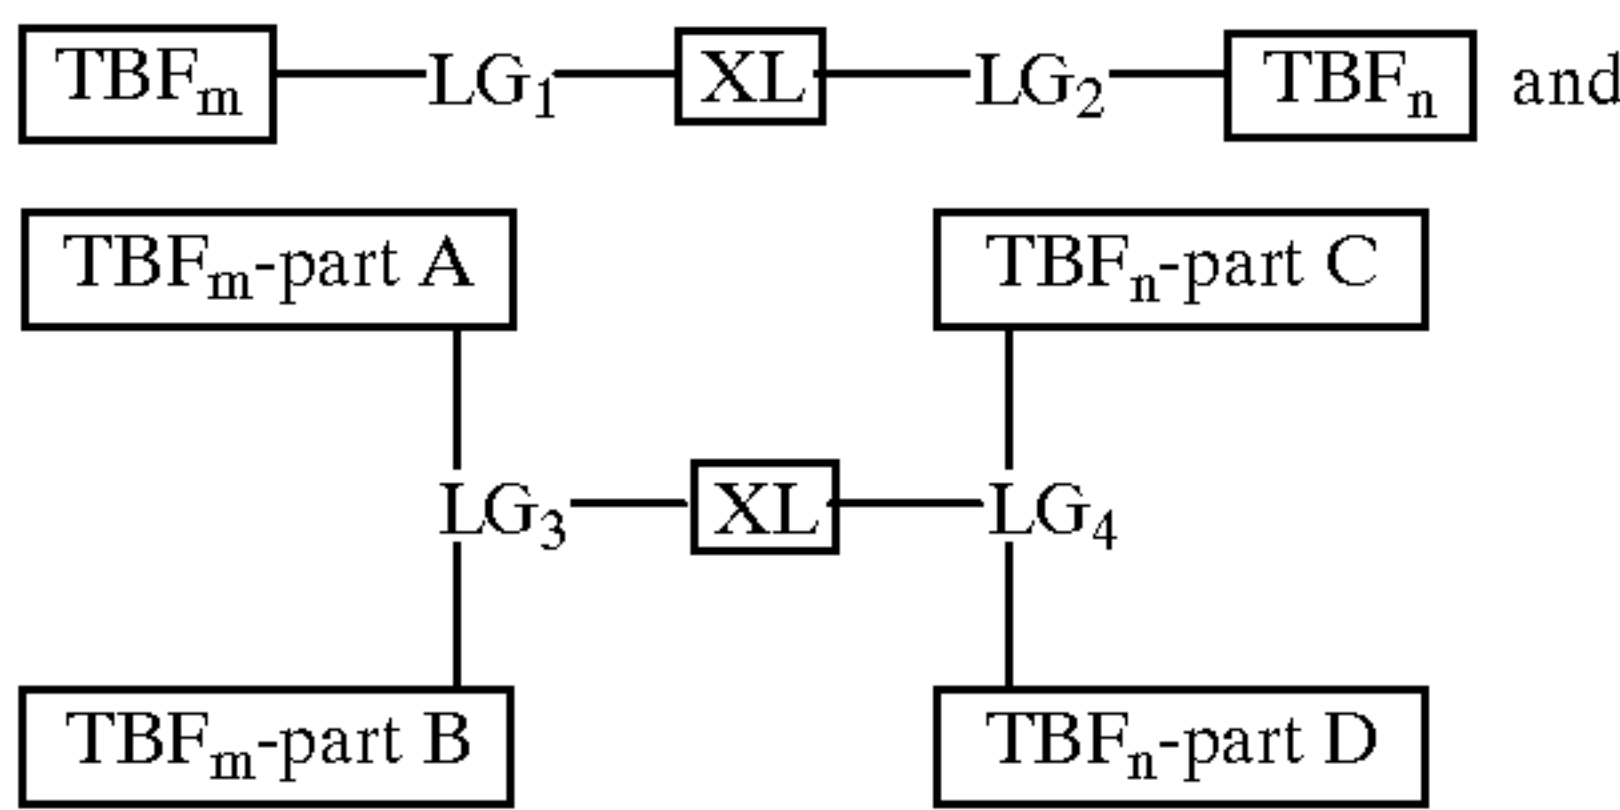 TBFₘ LG₁ XL LG₂ TBFₙ and
TBFₘ-part A TBFₙ-part C
LG₃ XL LG₄
TBFₘ-part B TBFₙ-part D